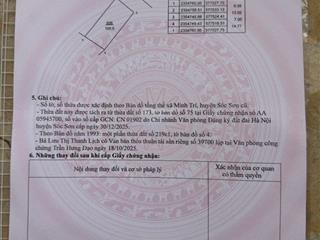 5. Ghi chú:
- Số tờ, số thửa được xác định theo Bản đồ tổng thể xã Minh Trí, huyện Sóc Sơn cũ.
- Thửa đất này được tách ra từ thửa đất số 173, tờ bản đồ số 75 tại Giấy chứng nhận số AA
05945700, số vào sổ cấp GCN: CN 01902 do Chi nhánh Văn phòng Đăng ký đất đai Hà Nội
huyện Sóc Sơn cấp ngày 30/12/2025.
- Theo Bản đồ năm 1993: một phần thửa đất số 219c1, tờ bản đồ số 4.
- Bà Lưu Thị Thanh Lịch có Văn bản thỏa thuận tài sản riêng số 39700 lập tại Văn phòng công
chứng Trần Hưng Đạo ngày 18/10/2025.
6. Những thay đổi sau khi cấp Giấy chứng nhận:
Nội dung thay đổi và cơ sở pháp lý
Xác nhận của cơ quan
có thẩm quyền